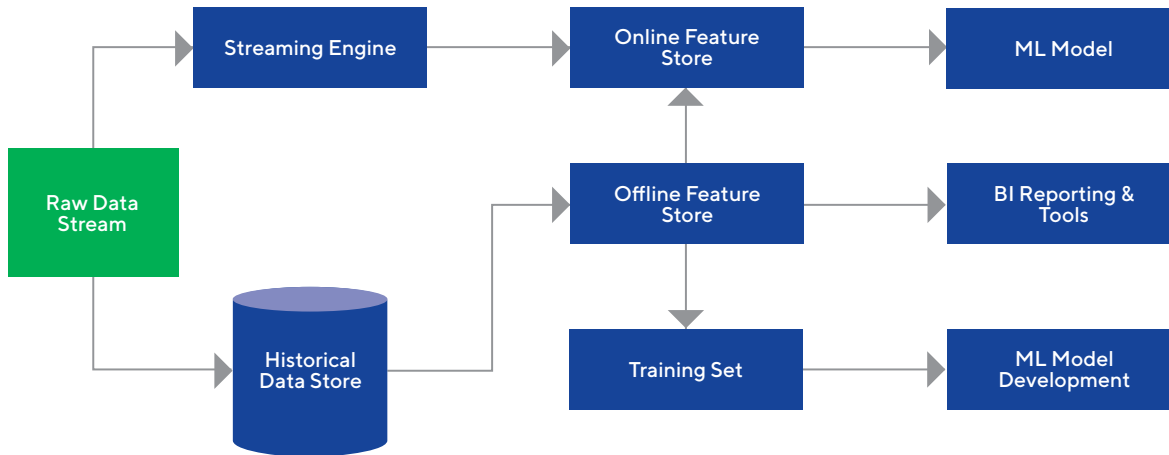 Streaming Engine
Online Feature
Store
ML Model
Raw Data
Stream
Offline Feature
Store
BI Reporting &
Tools
Historical
Data Store
Training Set
ML Model
Development